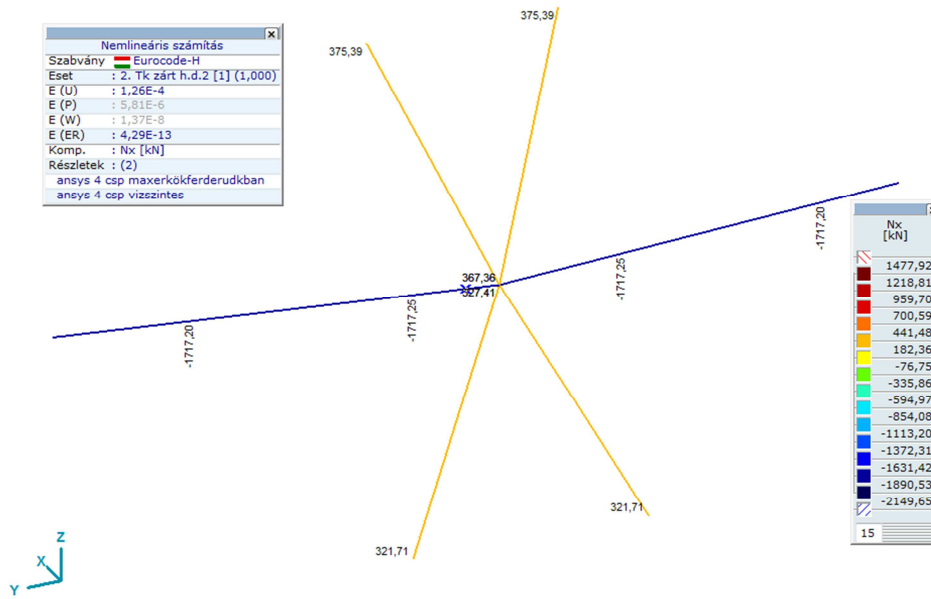 Nemlineáris számítás
Szabvány Eurocode-H
Eset : 2. Tk zárt h.d.2 [1] (1,000)
E (U) : 1,26E-4
E (P) : 5,81E-6
E (W) : 1,37E-8
E (ER) : 4,29E-13
Komp. : Nx [kN]
Részletek : (2)
ansys 4 csp maxerkökferderudkban
ansys 4 csp vizszintes
375,39
375,39
-1717,20
-1717,25
367,36
327,41
-1717,25
-1717,20
321,71
321,71
Nx
[kN]
1477,92
1218,81
959,70
700,59
441,48
182,36
-76,75
-335,86
-594,97
-854,08
-1113,20
-1372,31
-1631,42
-1890,53
-2149,65
15
Z
X
Y